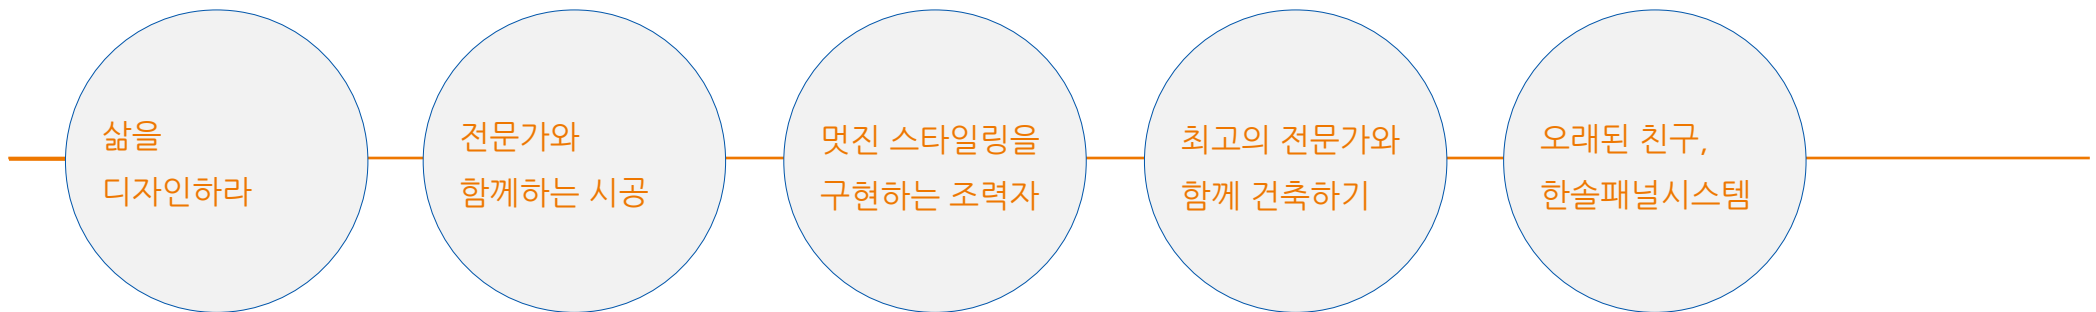 삶을
디자인하라
전문가와
함께하는 시공
멋진 스타일링을
구현하는 조력자
최고의 전문가와
함께 건축하기
오래된 친구,
한솔패널시스템